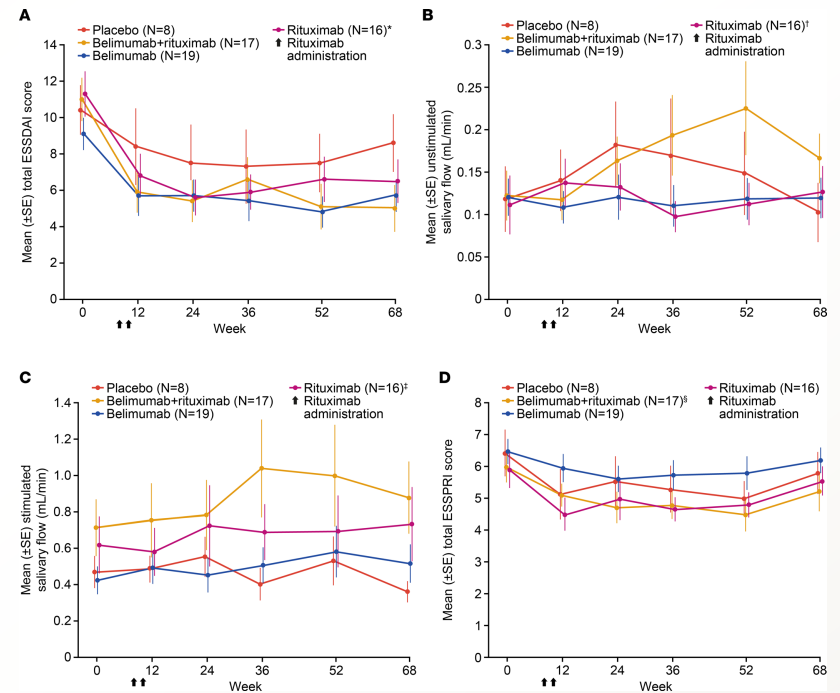 A
Placebo (N=8)
Belimumab+rituximab (N=17)
Belimumab (N=19)
Rituximab (N=16)*
Rituximab
administration
Mean (±SE) total ESSDAI score
14
12
10
8
6
4
2
0
0 12 24 36 52 68
Week
B
Placebo (N=8)
Belimumab+rituximab (N=17)
Belimumab (N=19)
Rituximab (N=16)†
Rituximab
administration
Mean (±SE) unstimulated
salivary flow (mL/min)
0.3
0.25
0.2
0.15
0.1
0.05
0
0 12 24 36 52 68
Week
C
Placebo (N=8)
Belimumab+rituximab (N=17)
Belimumab (N=19)
Rituximab (N=16)‡
Rituximab
administration
Mean (±SE) stimulated
salivary flow (mL/min)
1.4
1.2
1.0
0.8
0.6
0.4
0.2
0
0 12 24 36 52 68
Week
D
Placebo (N=8)
Belimumab+rituximab (N=17)§
Belimumab (N=19)
Rituximab (N=16)
Rituximab
administration
Mean (±SE) total ESSPRI score
8
7
6
5
4
3
2
1
0
0 12 24 36 52 68
Week